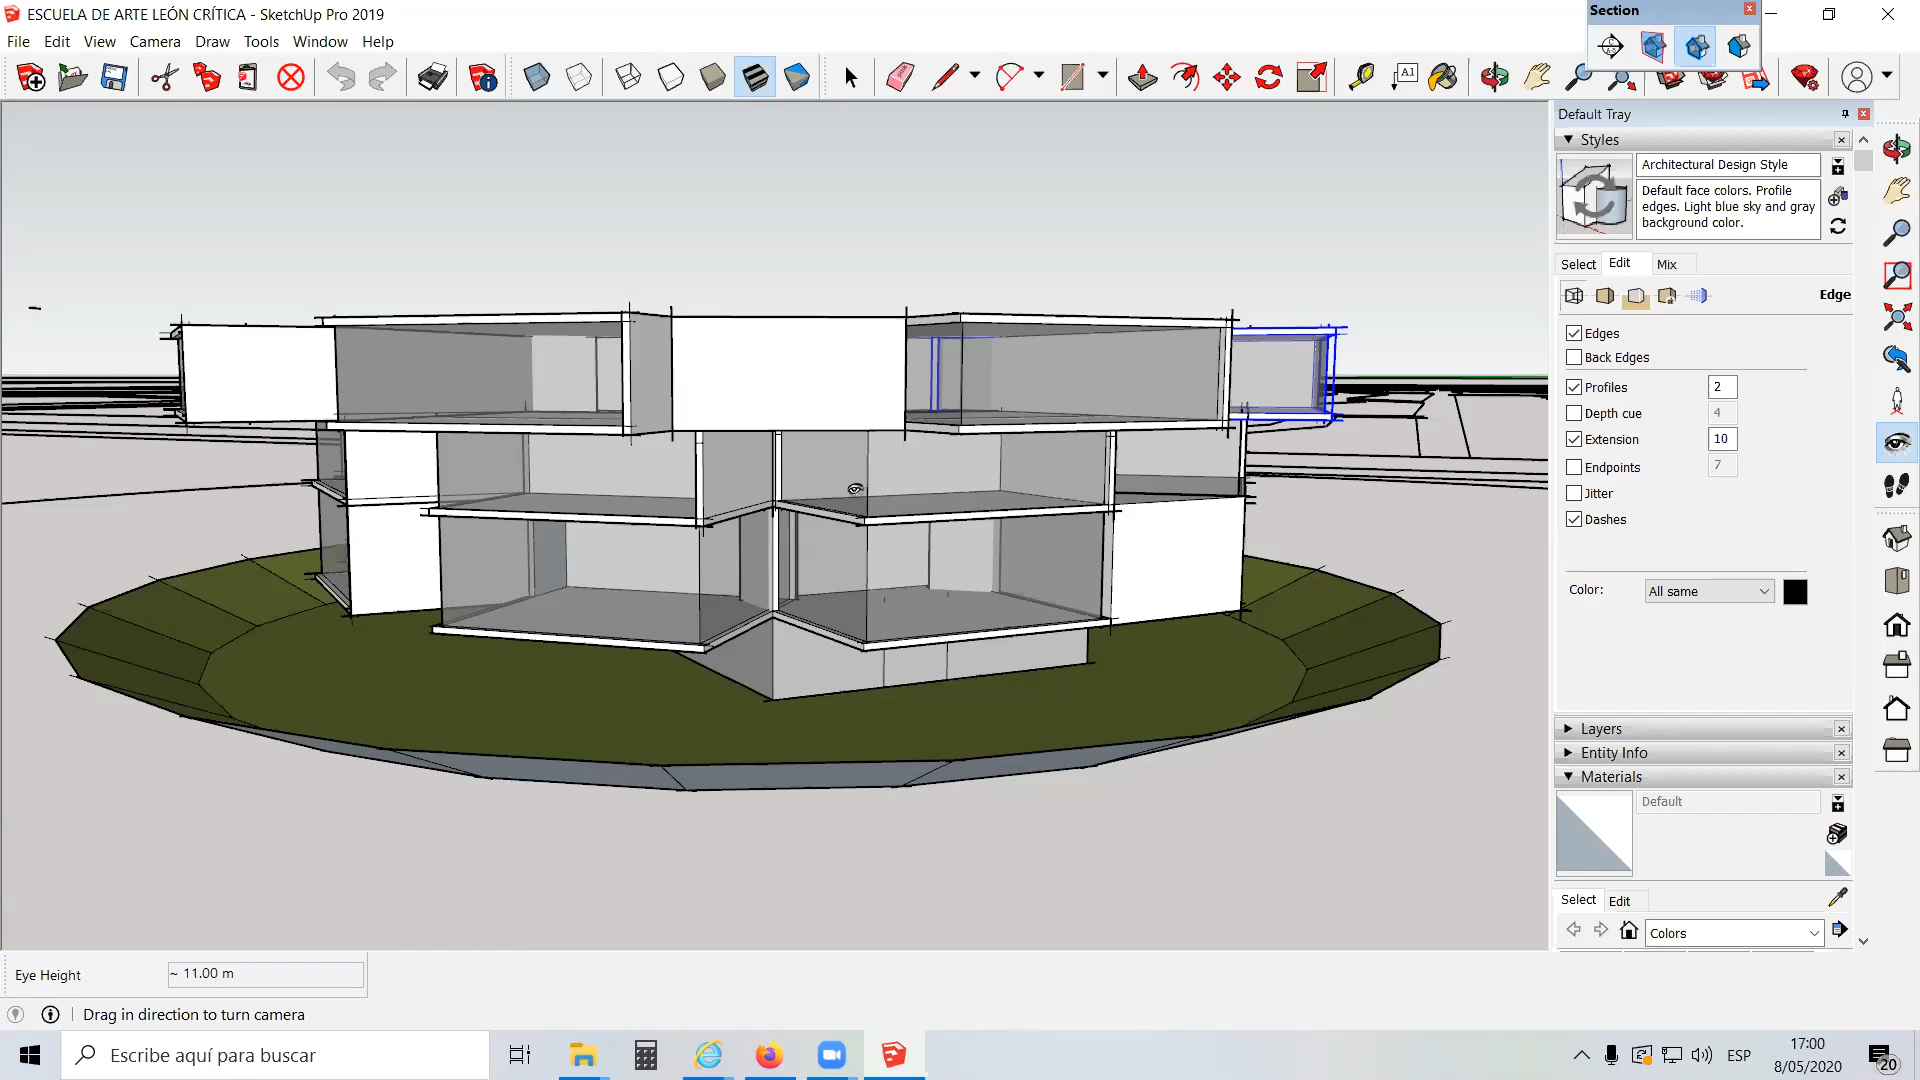 ESCUELA DE ARTE LEÓN CRÍTICA - SketchUp Pro 2019
Section
File Edit View Camera Draw Tools Window Help
A1
Default Tray
Styles
Architectural Design Style
Default face colors. Profile
edges. Light blue sky and gray
background color.
Select Edit Mix
Edge
Edges
Back Edges
Profiles 2
Depth cue 4
Extension 10
Endpoints 7
Jitter
Dashes
Color: All same
Layers
Entity Info
Materials
Default
Select Edit
Colors
Eye Height ~ 11.00 m
Drag in direction to turn camera
Escribe aquí para buscar
ESP
17:00
8/05/2020
20